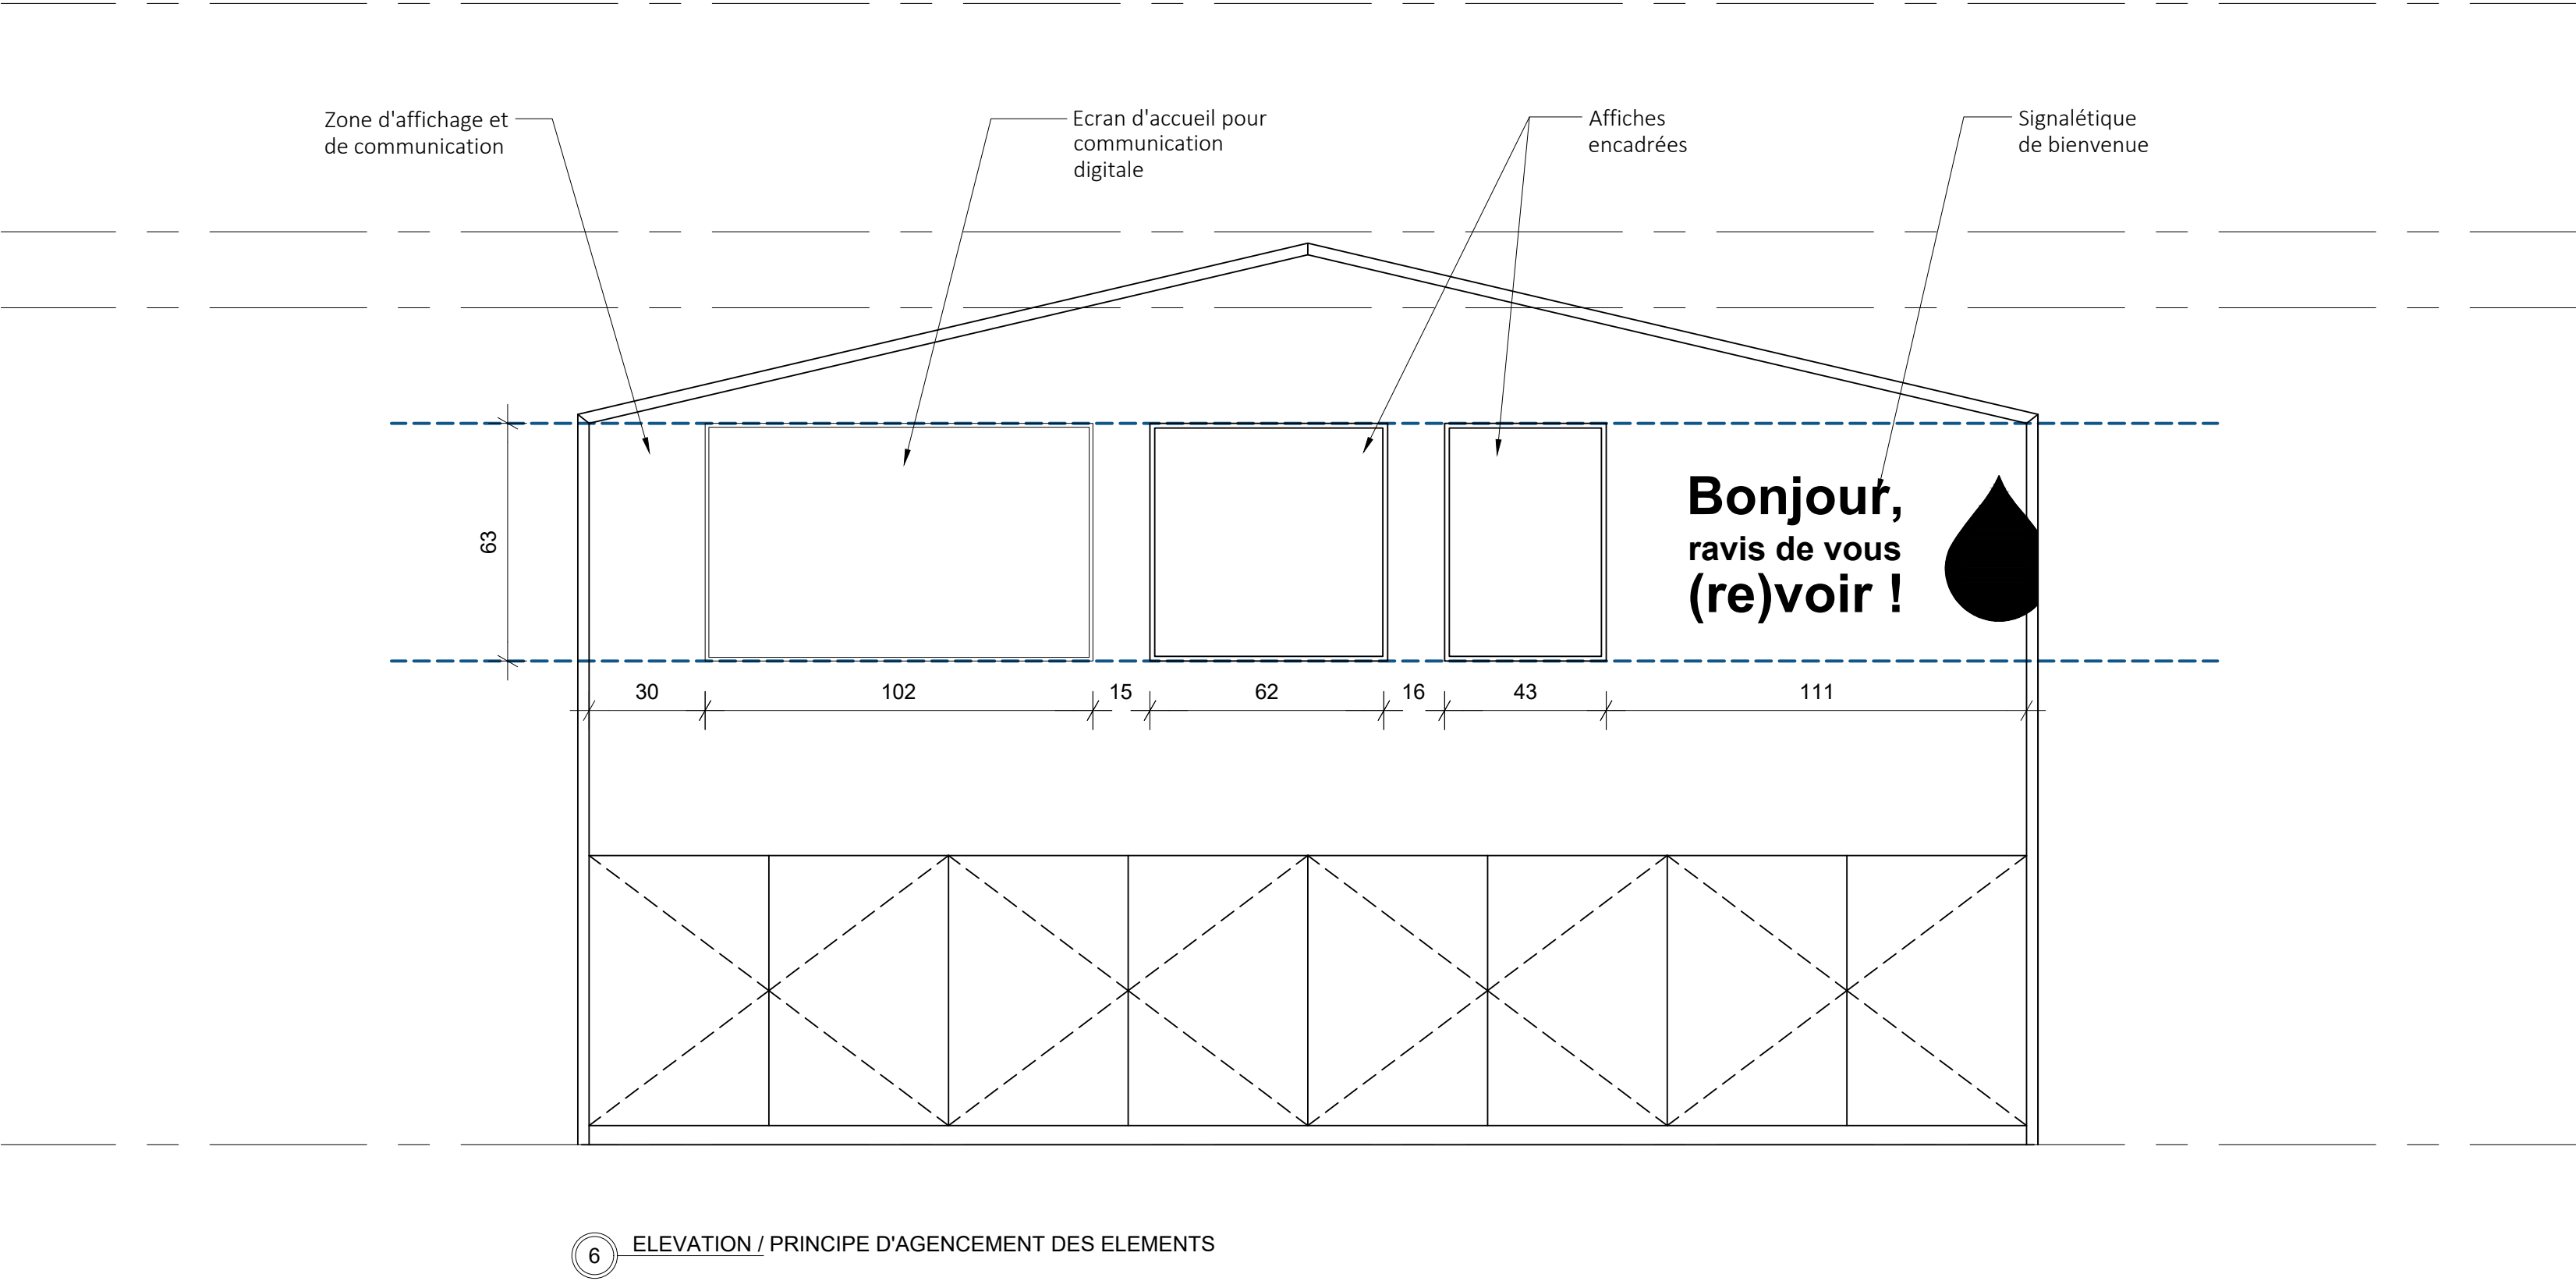 Zone d'affichage et
de communication
Ecran d'accueil pour
communication
digitale
Affiches
encadrées
Signalétique
de bienvenue
63
Bonjour,
ravis de vous
(re)voir !
30
102
15
62
16
43
111
6
ELEVATION / PRINCIPE D'AGENCEMENT DES ELEMENTS